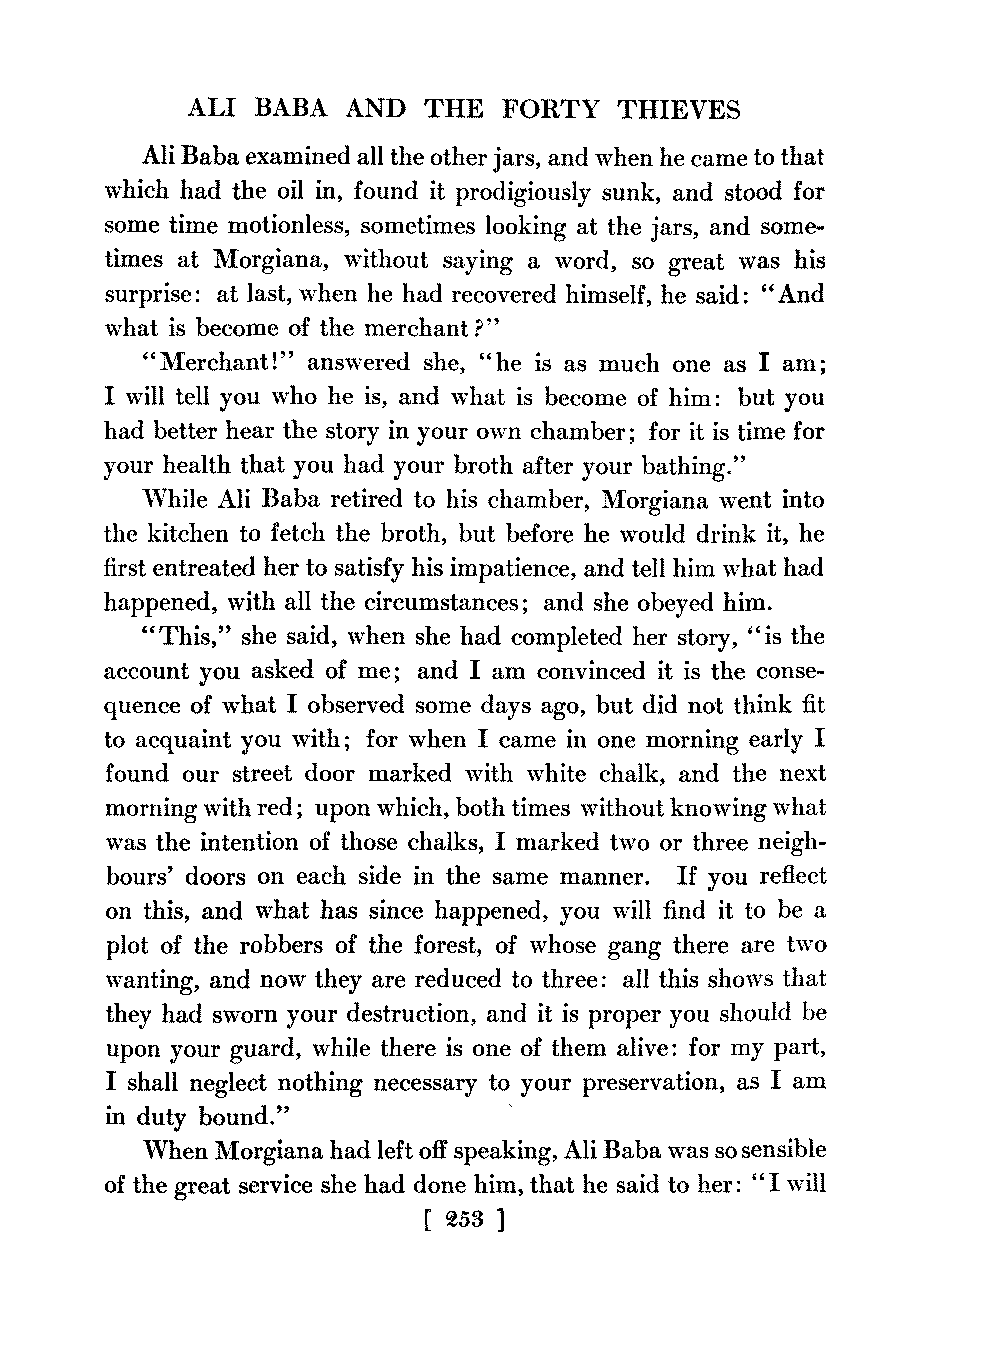 ALI BABA AND THE FORTY THIEVES
Ali Baba examined all the other jars, and when he came to that
which had the oil in, found it prodigiously sunk, and stood for
some time motionless, sometimes looking at the jars, and some-
times at Morgiana, without saying a word, so great was his
surprise: at last, when he had recovered himself, he said: “And
what is become of the merchant?”
“Merchant!” answered she, “he is as much one as I am;
I will tell you who he is, and what is become of him: but you
had better hear the story in your own chamber; for it is time for
your health that you had your broth after your bathing.”
While Ali Baba retired to his chamber, Morgiana went into
the kitchen to fetch the broth, but before he would drink it, he
first entreated her to satisfy his impatience, and tell him what had
happened, with all the circumstances; and she obeyed him.
“This,” she said, when she had completed her story, “is the
account you asked of me; and I am convinced it is the conse-
quence of what I observed some days ago, but did not think fit
to acquaint you with; for when I came in one morning early I
found our street door marked with white chalk, and the next
morning with red; upon which, both times without knowing what
was the intention of those chalks, I marked two or three neigh-
bours’ doors on each side in the same manner. If you reflect
on this, and what has since happened, you will find it to be a
plot of the robbers of the forest, of whose gang there are two
wanting, and now they are reduced to three: all this shows that
they had sworn your destruction, and it is proper you should be
upon your guard, while there is one of them alive: for my part,
I shall neglect nothing necessary to your preservation, as I am
in duty bound.”
When Morgiana had left off speaking, Ali Baba was so sensible
of the great service she had done him, that he said to her: “I will
[ 253 ]